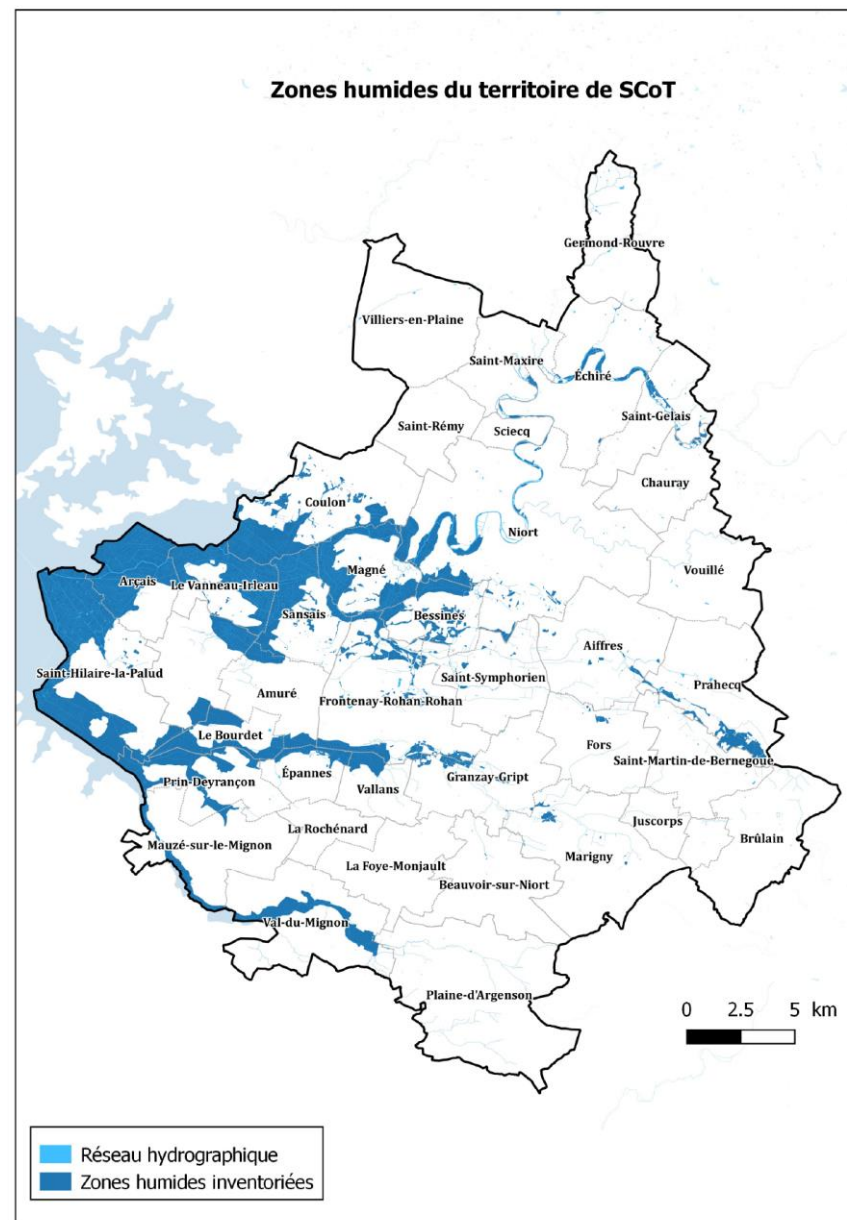 Zones humides du territoire de SCoT
Germond-Rouvre
Villiers-en-Plaine
Saint-Maxire
Échiré
Saint-Gelais
Saint-Rémy
Sciecq
Chauray
Coulon
Niort
Vouillé
Magné
Arçais
Le Vanneau-Irleau
Sansais
Bessines
Aiffres
Saint-Hilaire-la-Palud
Saint-Symphorien
Prahecq
Amuré
Frontenay-Rohan-Rohan
Le Bourdet
Fors
Saint-Martin-de-Bernegoue
Épannes
Granzay-Gript
Prin-Deyrançon
Vallans
Juscorps
La Rochénard
Brûlain
Mauzé-sur-le-Mignon
Marigny
La Foye-Monjault
Beauvoir-sur-Niort
Val-du-Mignon
Plaine-d'Argenson
0 2.5 5 km
Réseau hydrographique
Zones humides inventoriées